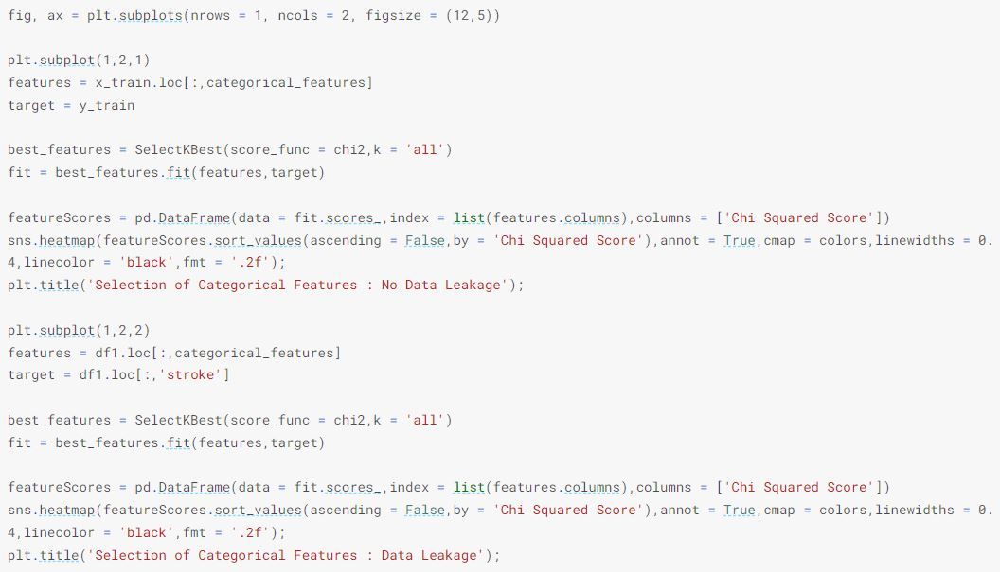 fig, ax = plt.subplots(nrows = 1, ncols = 2, figsize = (12,5))
plt.subplot(1,2,1)
features = x_train.loc[:,categorical_features]
target = y_train
best_features = SelectKBest(score_func = chi2,k = 'all')
fit = best_features.fit(features,target)
featureScores = pd.DataFrame(data = fit.scores_,index = list(features.columns),columns = ['Chi Squared Score'])
sns.heatmap(featureScores.sort_values(ascending = False,by = 'Chi Squared Score'),annot = True,cmap = colors,linewidths = 0.
4,linecolor = 'black',fmt = '.2f');
plt.title('Selection of Categorical Features : No Data Leakage');
plt.subplot(1,2,2)
features = df1.loc[:,categorical_features]
target = df1.loc[:,'stroke']
best_features = SelectKBest(score_func = chi2,k = 'all')
fit = best_features.fit(features,target)
featureScores = pd.DataFrame(data = fit.scores_,index = list(features.columns),columns = ['Chi Squared Score'])
sns.heatmap(featureScores.sort_values(ascending = False,by = 'Chi Squared Score'),annot = True,cmap = colors,linewidths = 0.
4,linecolor = 'black',fmt = '.2f');
plt.title('Selection of Categorical Features : Data Leakage');